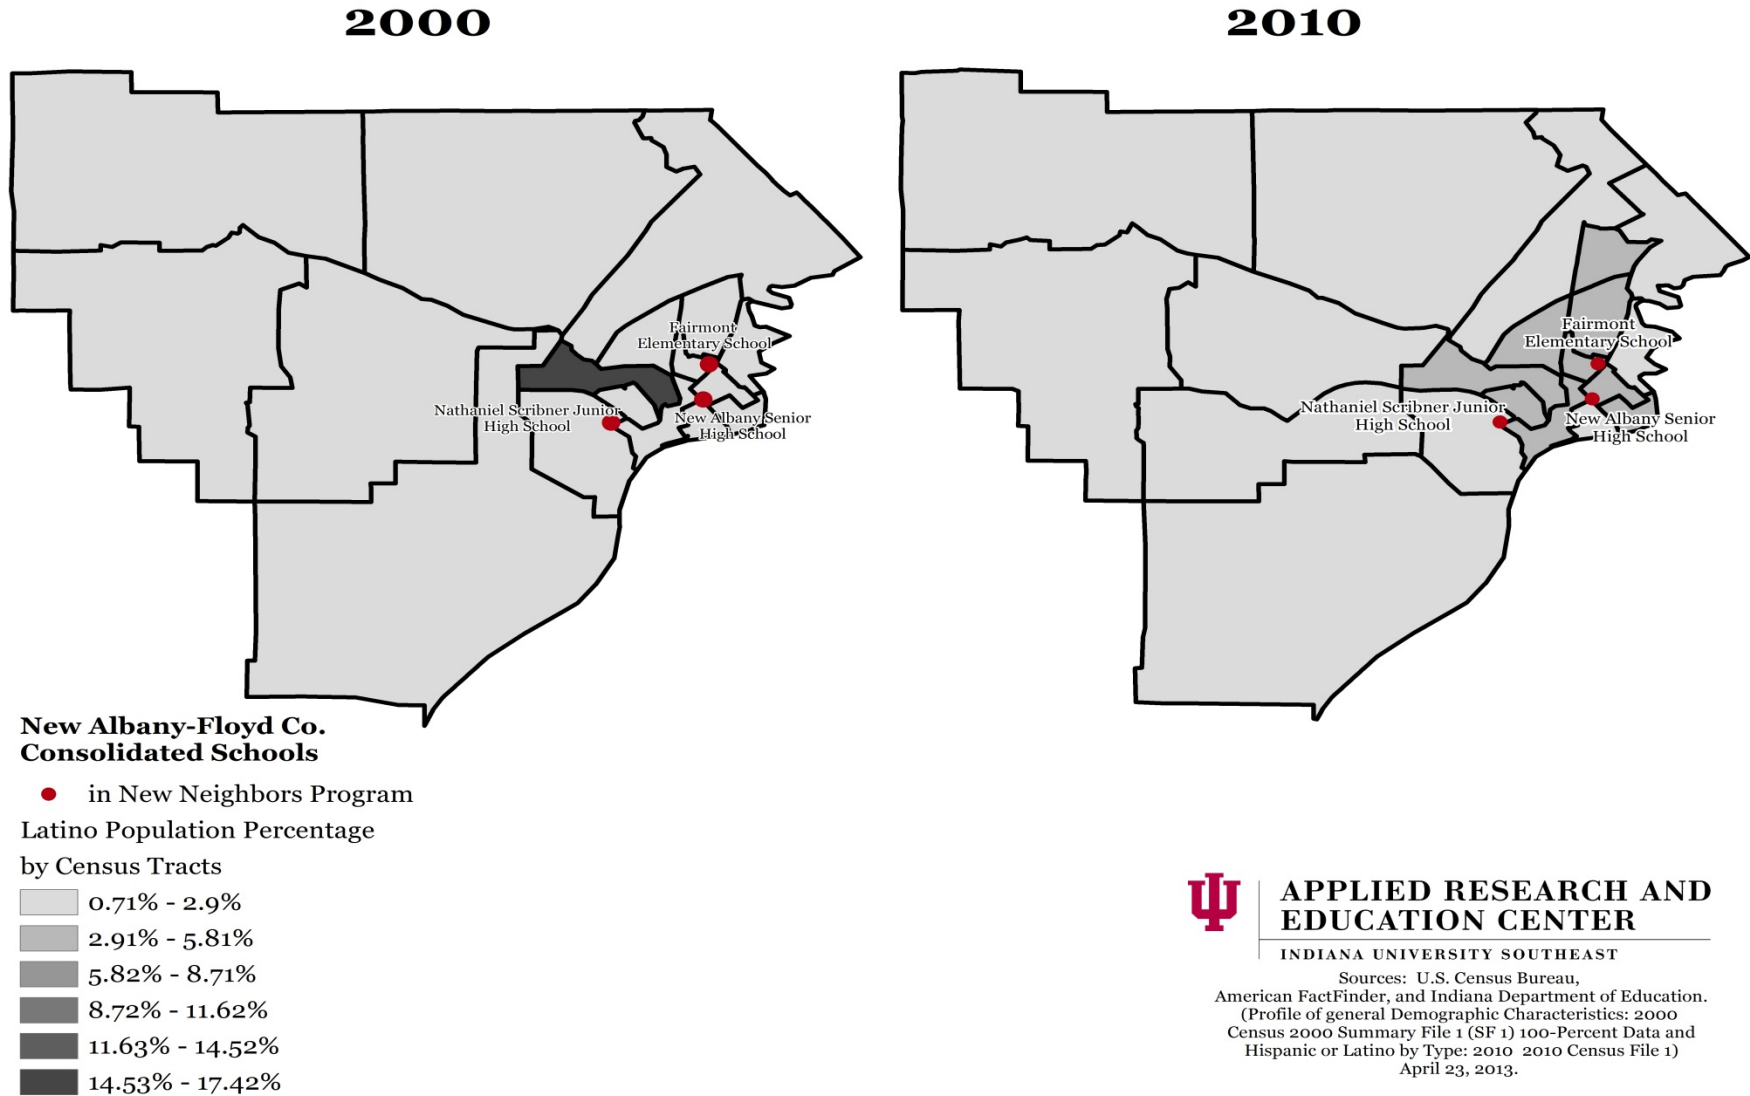 2000
2010
Fairmont
Elementary School
Nathaniel Scribner Junior
High School
New Albany Senior
High School
Fairmont
Elementary School
Nathaniel Scribner Junior
High School
New Albany Senior
High School
New Albany-Floyd Co.
Consolidated Schools
in New Neighbors Program
Latino Population Percentage
by Census Tracts
0.71% - 2.9%
2.91% - 5.81%
5.82% - 8.71%
8.72% - 11.62%
11.63% - 14.52%
14.53% - 17.42%
APPLIED RESEARCH AND
EDUCATION CENTER
INDIANA UNIVERSITY SOUTHEAST
Sources: U.S. Census Bureau,
American FactFinder, and Indiana Department of Education.
(Profile of general Demographic Characteristics: 2000
Census 2000 Summary File 1 (SF 1) 100-Percent Data and
Hispanic or Latino by Type: 2010 2010 Census File 1)
April 23, 2013.